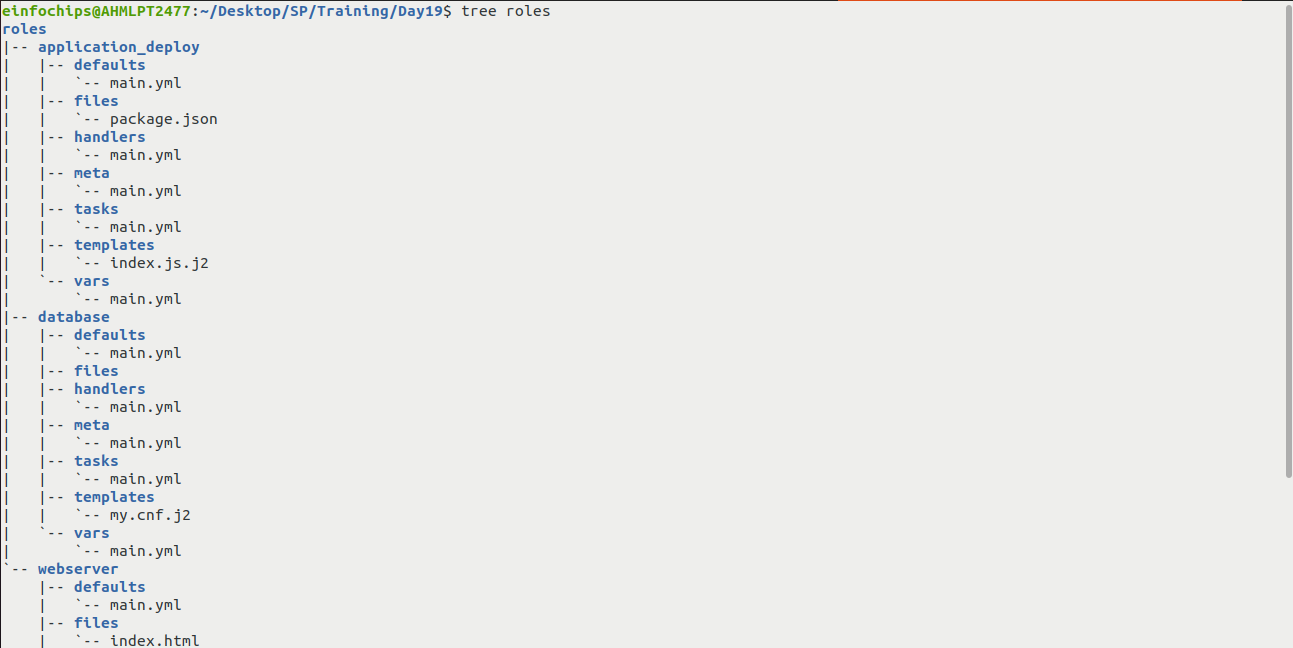 einfochips@AHMLPT2477:~/Desktop/SP/Training/Day19$ tree roles
roles
|-- application_deploy
|   |-- defaults
|   |   `-- main.yml
|   |-- files
|   |   `-- package.json
|   |-- handlers
|   |   `-- main.yml
|   |-- meta
|   |   `-- main.yml
|   |-- tasks
|   |   `-- main.yml
|   |-- templates
|   |   `-- index.js.j2
|   `-- vars
|       `-- main.yml
|-- database
|   |-- defaults
|   |   `-- main.yml
|   |-- files
|   |-- handlers
|   |   `-- main.yml
|   |-- meta
|   |   `-- main.yml
|   |-- tasks
|   |   `-- main.yml
|   |-- templates
|   |   `-- my.cnf.j2
|   `-- vars
|       `-- main.yml
`-- webserver
    |-- defaults
    |   `-- main.yml
    |-- files
    |   `-- index.html